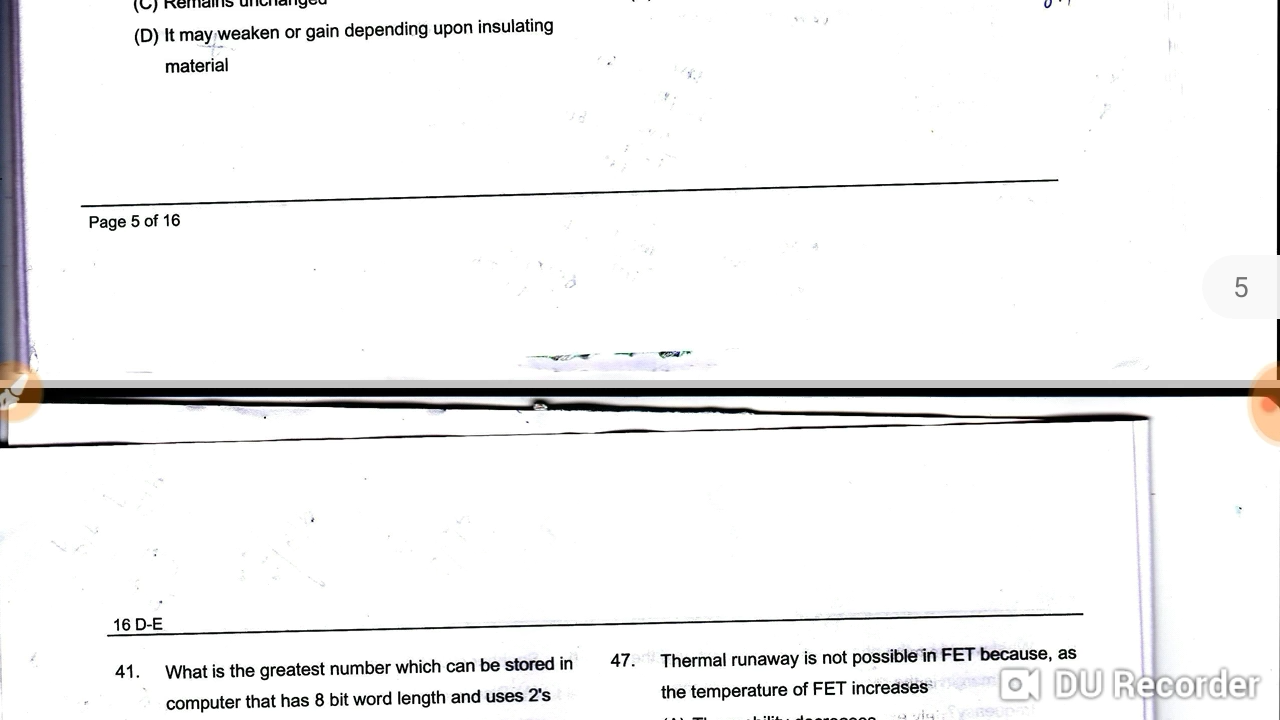 (C) Remains unchanged
(D) It may weaken or gain depending upon insulating
material
Page 5 of 16
5
16 D-E
41. What is the greatest number which can be stored in
computer that has 8 bit word length and uses 2's
47. Thermal runaway is not possible in FET because, as
the temperature of FET increases
DU Recorder